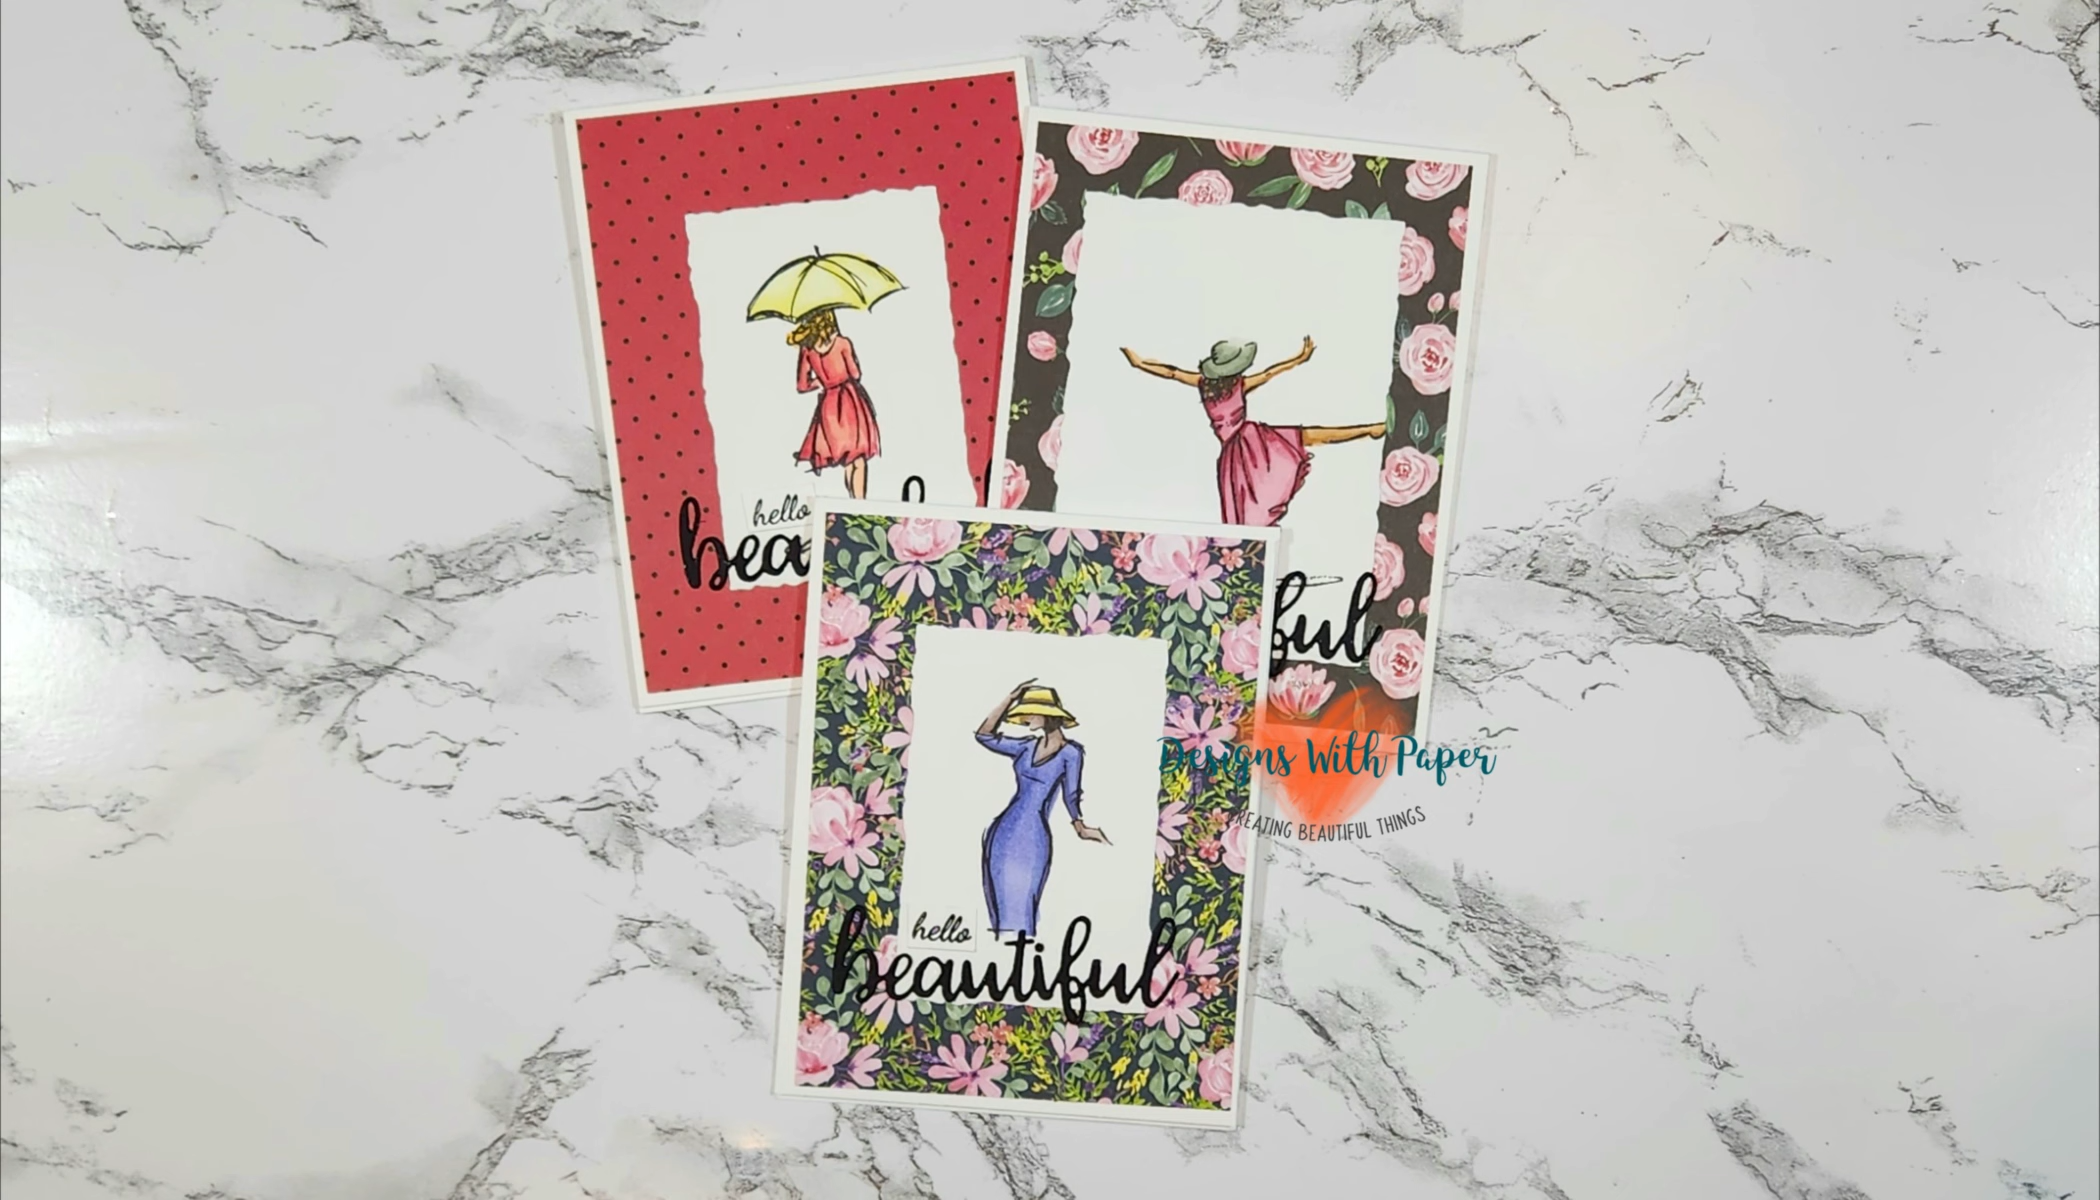 hello
bea
ful
hello
beautiful
Designs With Paper
CREATING BEAUTIFUL THINGS